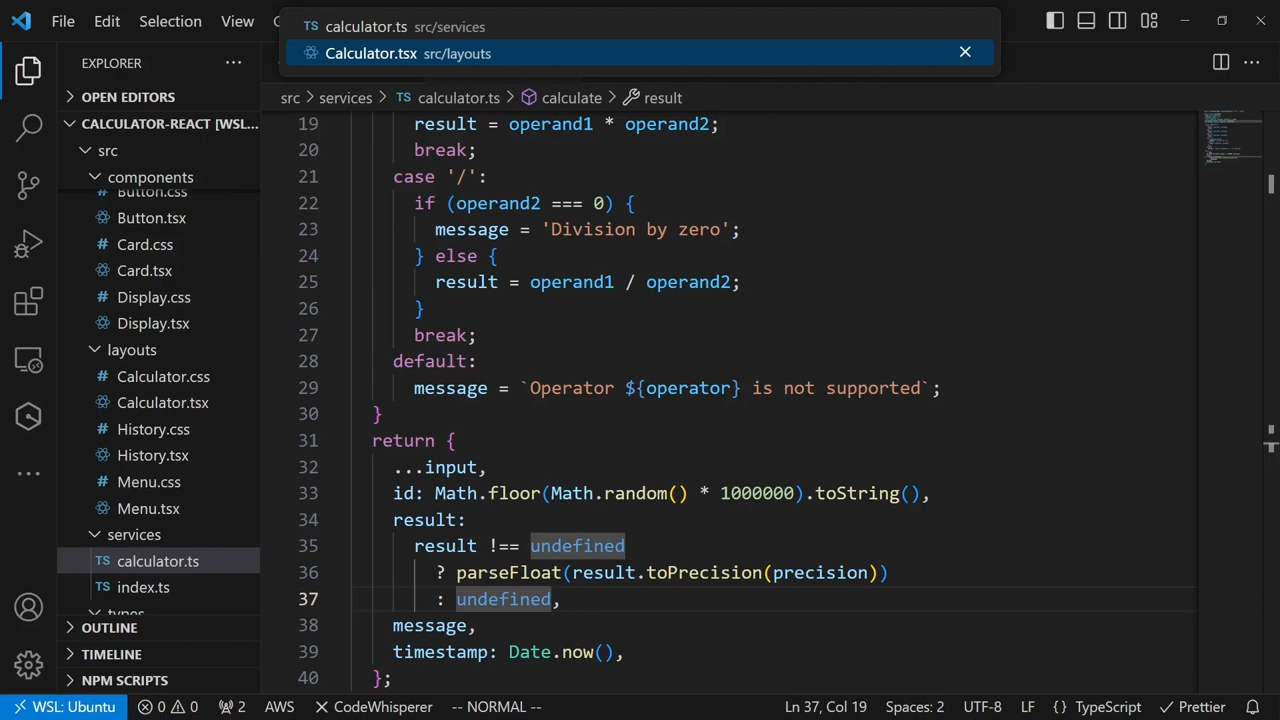 File Edit Selection View
calculator.ts src/services
Calculator.tsx src/layouts
EXPLORER
OPEN EDITORS
CALCULATOR-REACT [WSL...
src
components
Button.css
Button.tsx
Card.css
Card.tsx
Display.css
Display.tsx
layouts
Calculator.css
Calculator.tsx
History.css
History.tsx
Menu.css
Menu.tsx
services
TS calculator.ts
TS index.ts
types
OUTLINE
TIMELINE
NPM SCRIPTS
src > services > TS calculator.ts > calculate > result
19 result = operand1 * operand2;
20 break;
21 case '/':
22 if (operand2 === 0) {
23 message = 'Division by zero';
24 } else {
25 result = operand1 / operand2;
26 }
27 break;
28 default:
29 message = `Operator ${operator} is not supported`;
30 }
31 return {
32 ...input,
33 id: Math.floor(Math.random() * 1000000).toString(),
34 result:
35 result !== undefined
36 ? parseFloat(result.toPrecision(precision))
37 : undefined,
38 message,
39 timestamp: Date.now(),
40 };
WSL: Ubuntu 0 0 2 AWS CodeWhisperer -- NORMAL -- Ln 37, Col 19 Spaces: 2 UTF-8 LF {} TypeScript Prettier